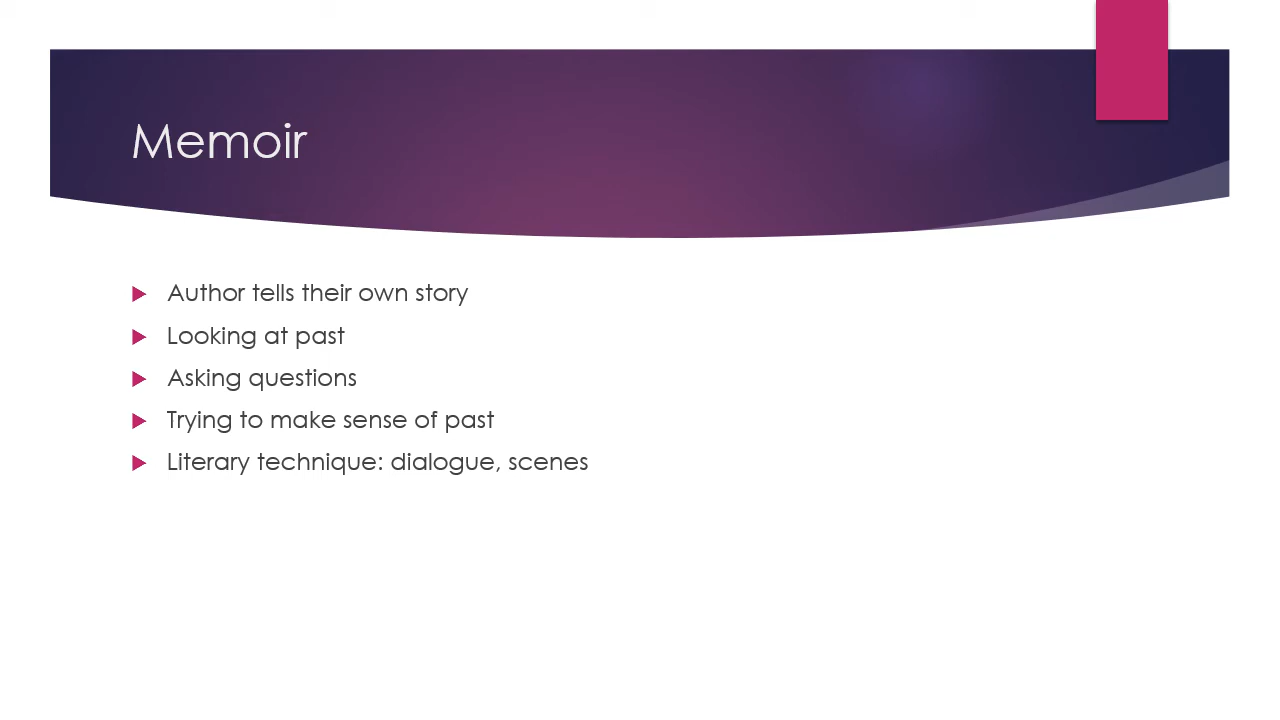 Memoir
Author tells their own story
Looking at past
Asking questions
Trying to make sense of past
Literary technique: dialogue, scenes